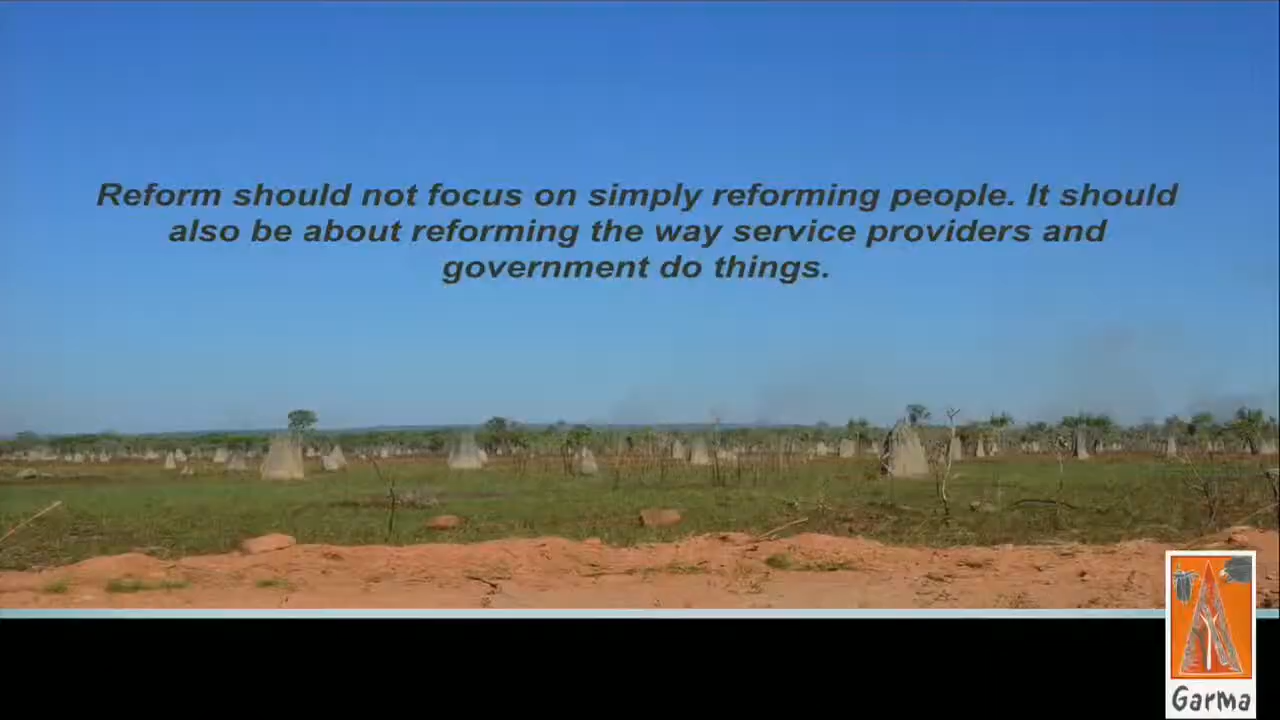 Reform should not focus on simply reforming people. It should
also be about reforming the way service providers and
government do things.
Garma